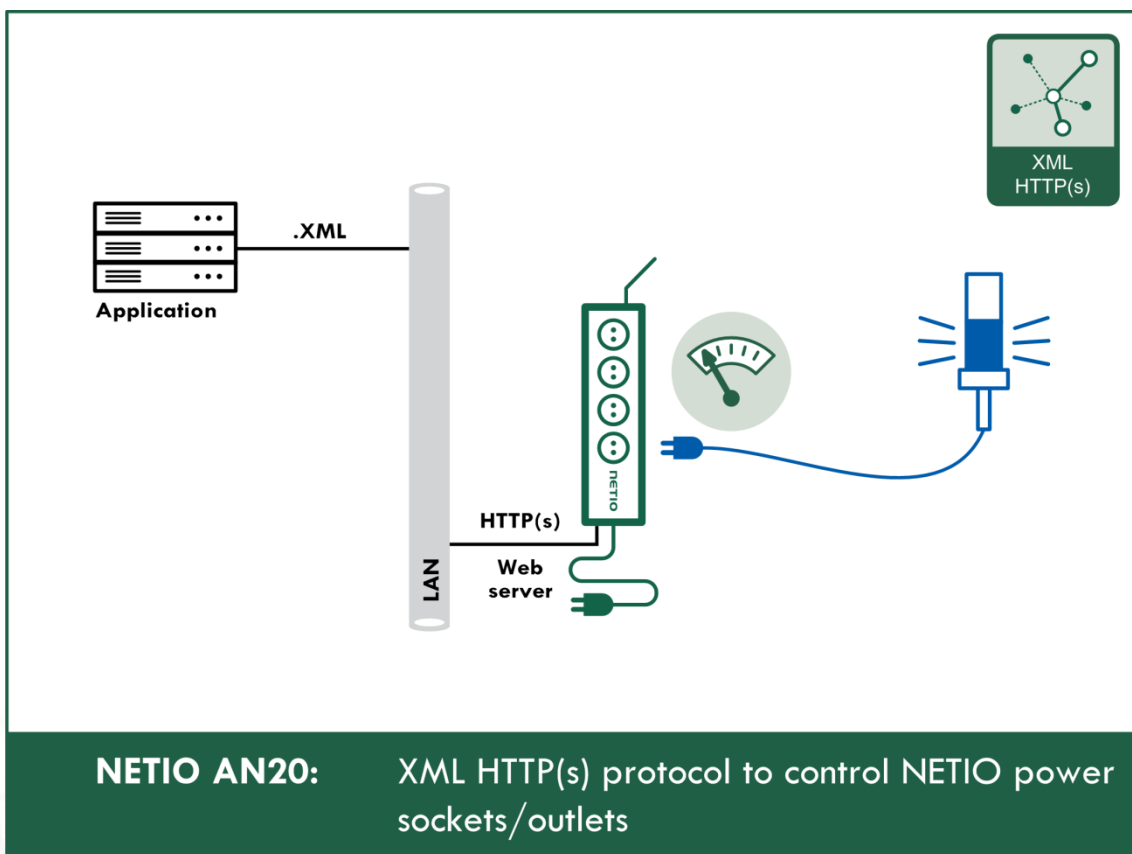 XML
HTTP(s)
.XML
Application
NETIO
HTTP(s)
LAN
Web
server
NETIO AN20: XML HTTP(s) protocol to control NETIO power
sockets/outlets